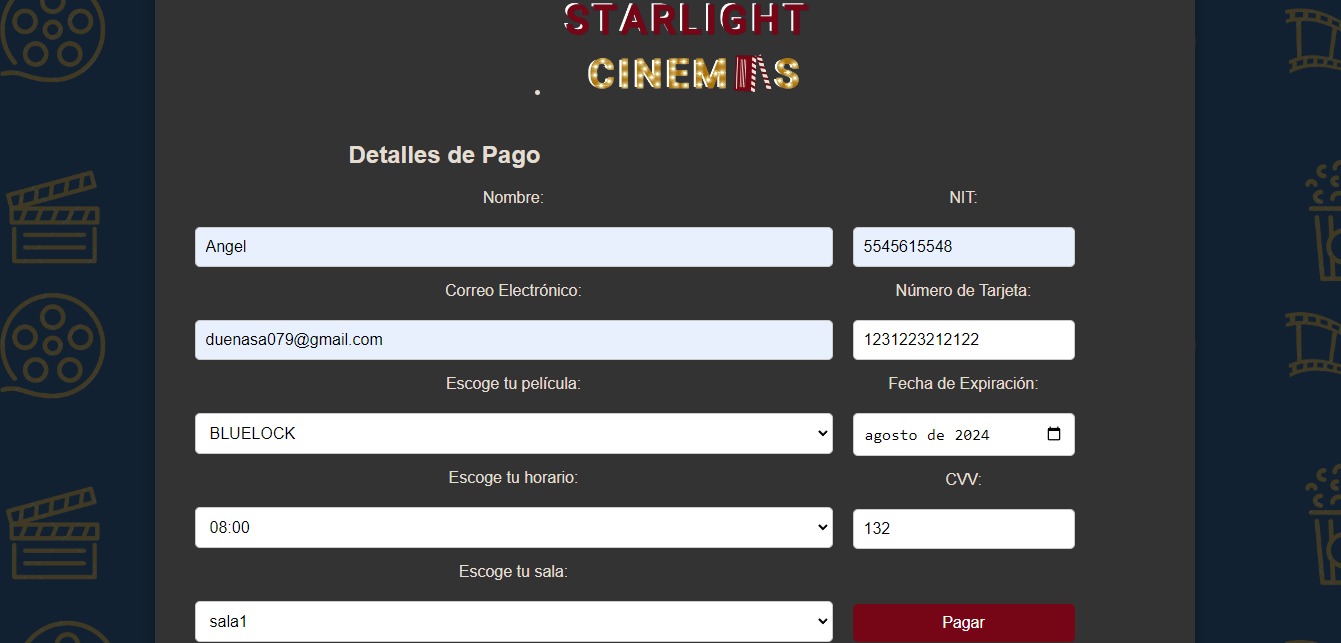 STARLIGHT
CINEMAS
Detalles de Pago
Nombre:
NIT:
Angel
5545615548
Correo Electrónico:
Número de Tarjeta:
duenasa079@gmail.com
1231223212122
Escoge tu película:
Fecha de Expiración:
BLUELOCK
agosto de 2024
Escoge tu horario:
CVV:
08:00
132
Escoge tu sala:
sala1
Pagar